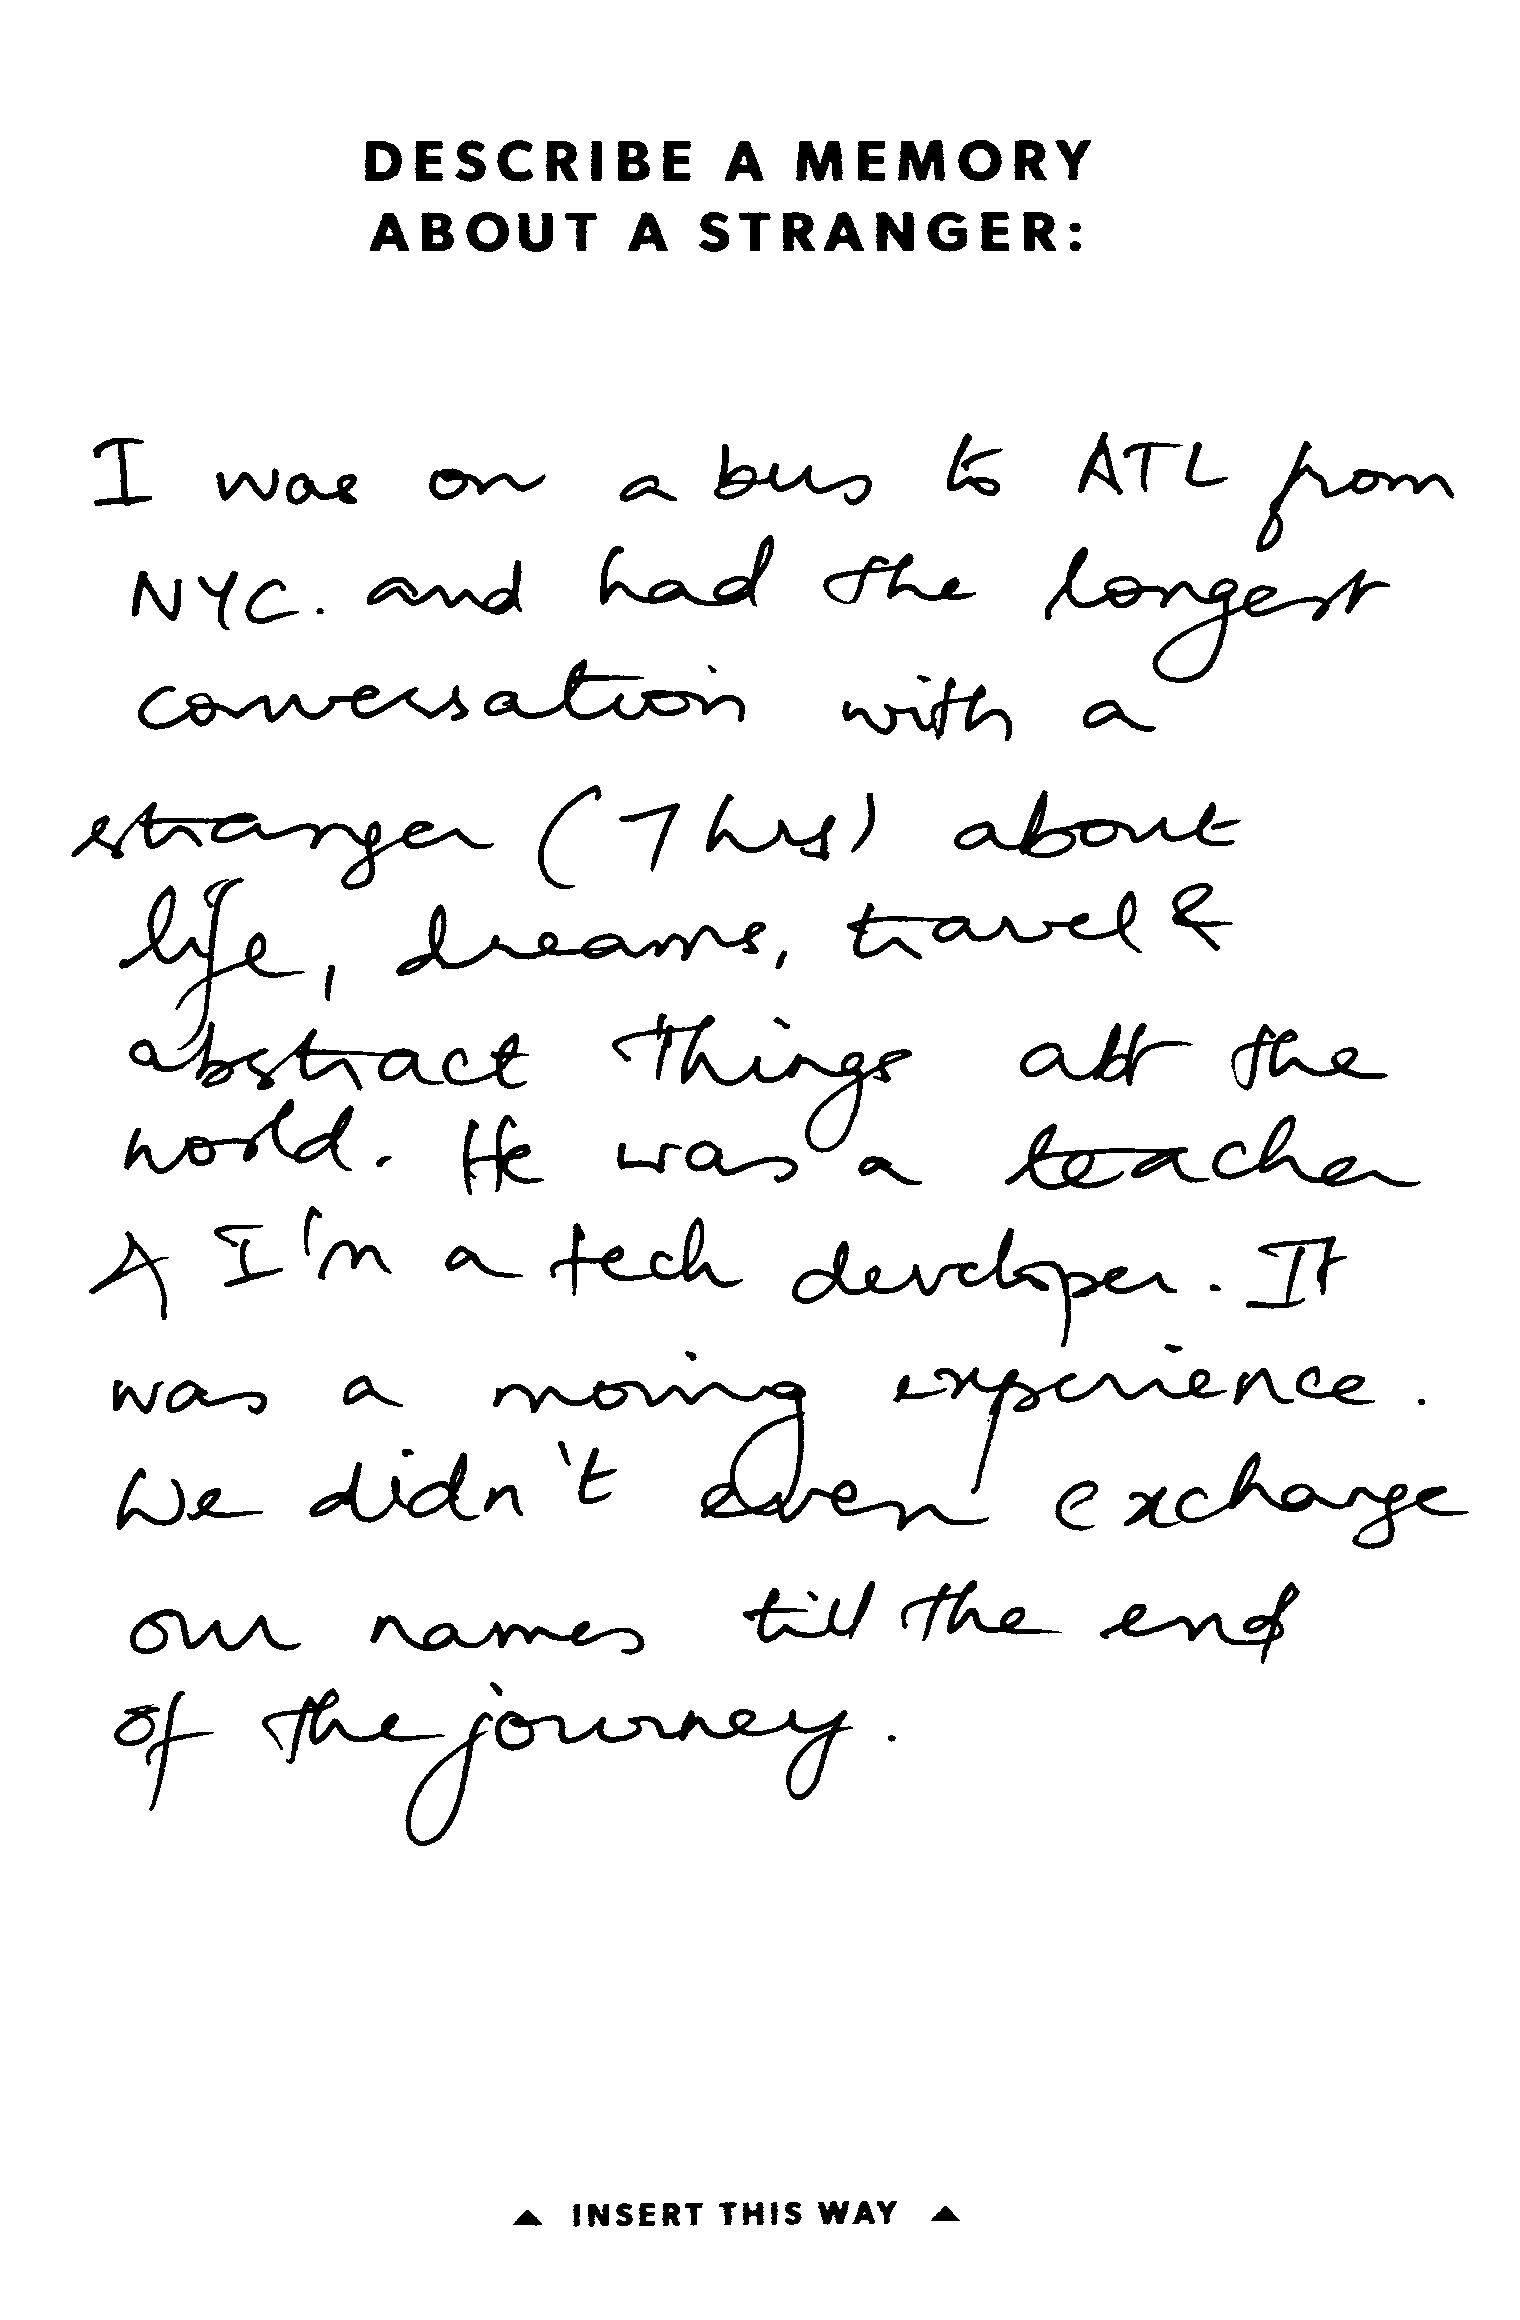 DESCRIBE A MEMORY
ABOUT A STRANGER:
I was on a bus to ATL from
NYC. and had the longest
conversation with a
stranger (7 hrs) about
life, dreams, travel &
abstract things abt the
world. He was a teacher
& I'm a tech developer. It
was a moving experience.
We didn't even exchange
our names till the end
of the journey.
▲ INSERT THIS WAY ▲